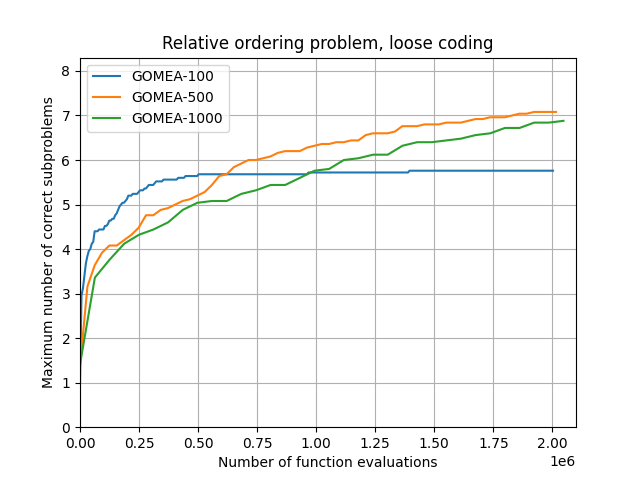 Relative ordering problem, loose coding
GOMEA-100
GOMEA-500
GOMEA-1000
Maximum number of correct subproblems
8
7
6
5
4
3
2
1
0
0.00 0.25 0.50 0.75 1.00 1.25 1.50 1.75 2.00
1e6
Number of function evaluations